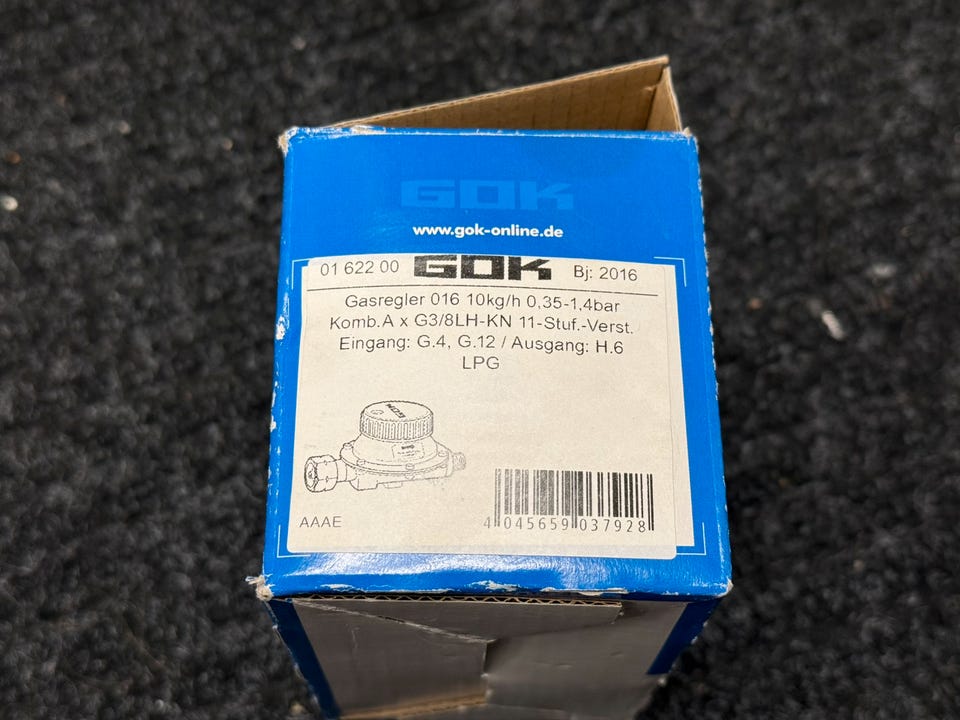 GOK
www.gok-online.de
01 622 00 GOK Bj: 2016
Gasregler 016 10kg/h 0,35-1,4bar
Komb.A x G3/8LH-KN 11-Stuf.-Verst.
Eingang: G.4, G.12 / Ausgang: H.6
LPG
GOK
AAAE
4 045659 037928